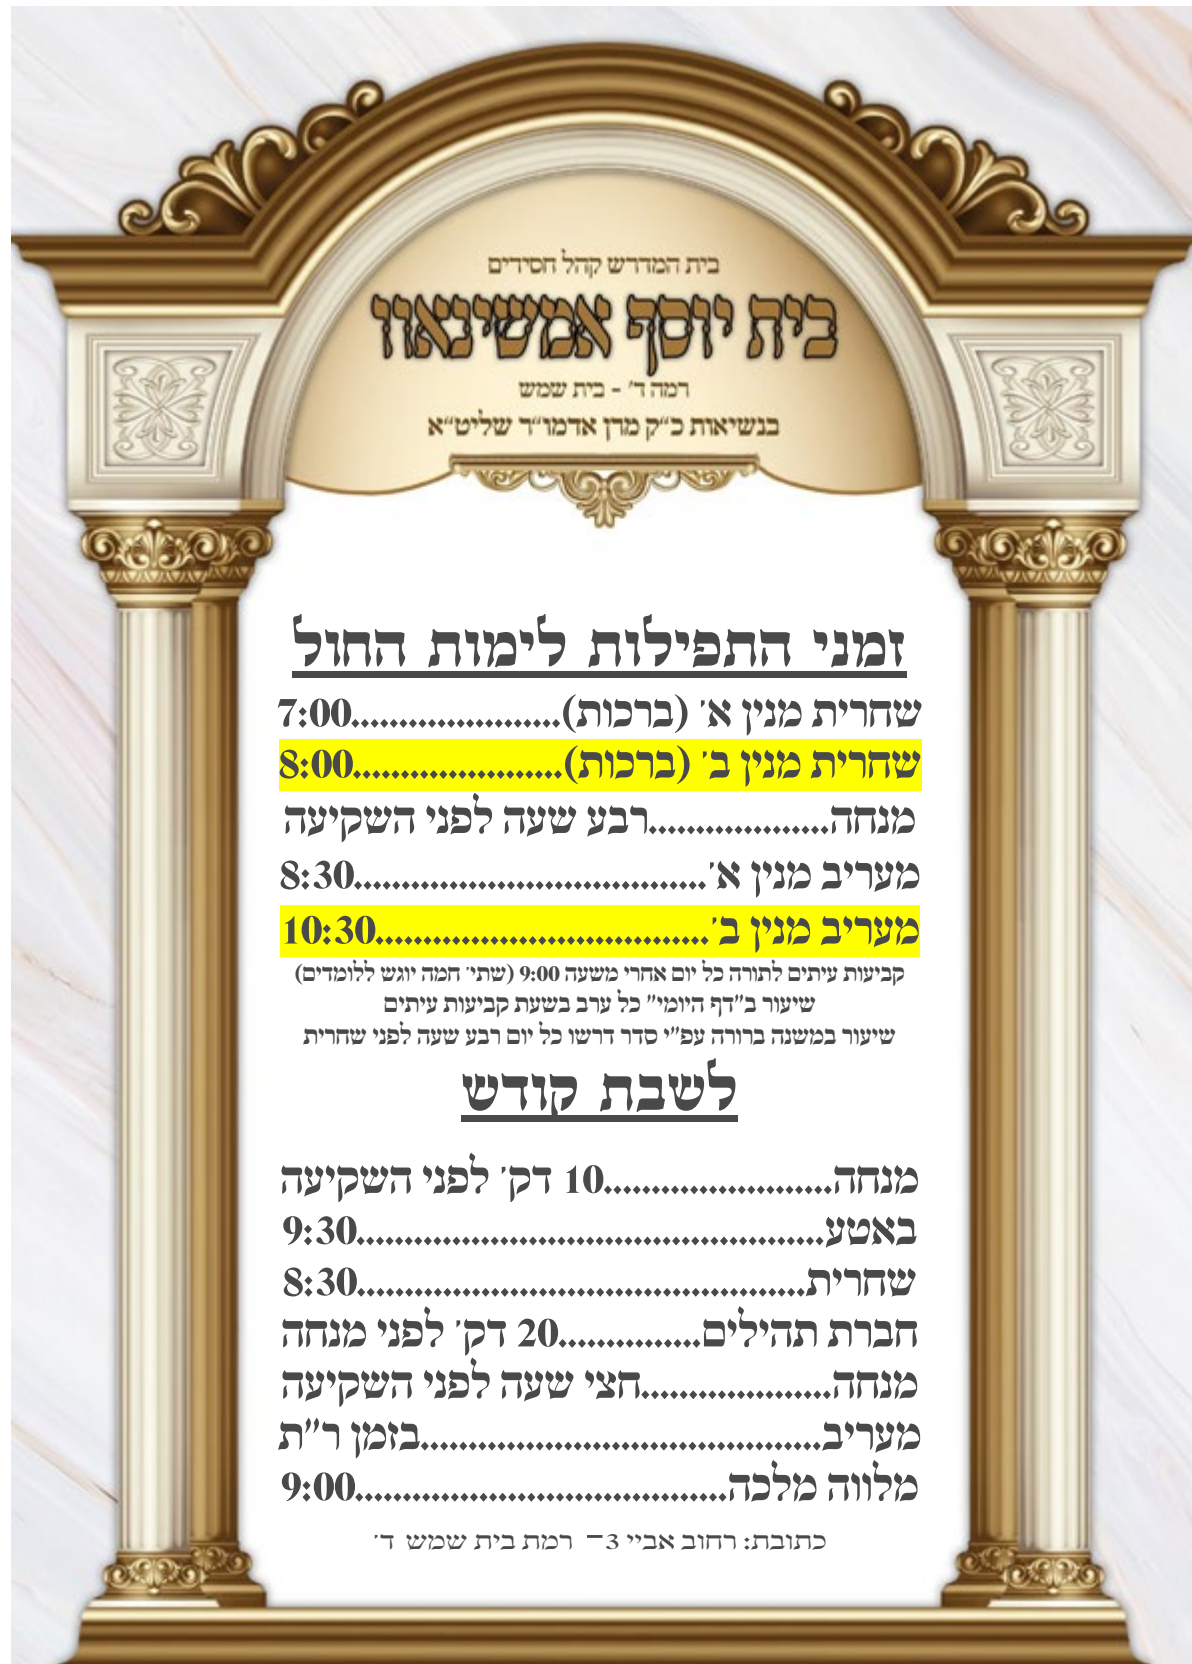 בית המדרש קהל חסידים
בית יוסף אמשינאוו
רמה ד' - בית שמש
בנשיאות כ"ק מרן אדמו"ר שליט"א
זמני התפילות לימות החול
שחרית מנין א' (ברכות)......................7:00
שחרית מנין ב' (ברכות)......................8:00
מנחה...................רבע שעה לפני השקיעה
מעריב מנין א'.....................................8:30
מעריב מנין ב'...................................10:30
קביעות עיתים לתורה כל יום אחרי משעה 9:00 (שתי' חמה יוגש ללומדים)
שיעור ב"דף היומי" כל ערב בשעת קביעות עיתים
שיעור במשנה ברורה עפ"י סדר דרשו כל יום רבע שעה לפני שחרית
לשבת קודש
מנחה........................10 דק' לפני השקיעה
באטע.................................................9:30
שחרית...............................................8:30
חברת תהילים...............20 דק' לפני מנחה
מנחה....................חצי שעה לפני השקיעה
מעריב..........................................בזמן ר"ת
מלווה מלכה.......................................9:00
כתובת: רחוב אביי 3– רמת בית שמש ד'